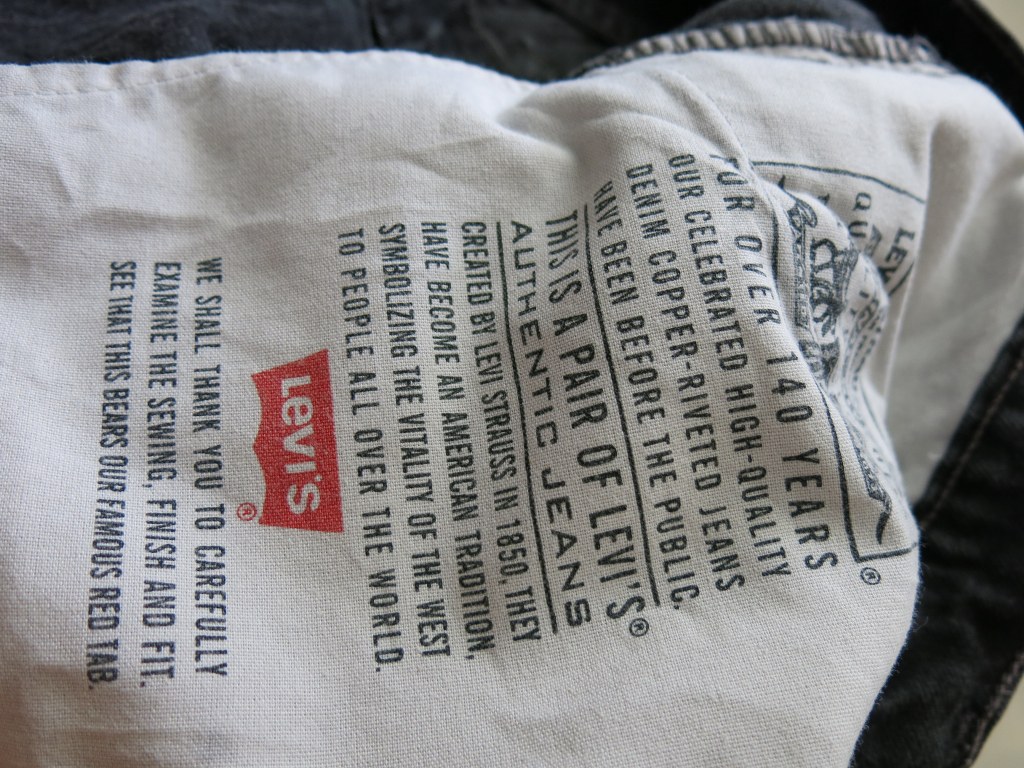 FOR OVER 140 YEARS
OUR CELEBRATED HIGH-QUALITY
DENIM COPPER-RIVETED JEANS
HAVE BEEN BEFORE THE PUBLIC.
THIS IS A PAIR OF LEVI'S®
AUTHENTIC JEANS
CREATED BY LEVI STRAUSS IN 1850, THEY
HAVE BECOME AN AMERICAN TRADITION,
SYMBOLIZING THE VITALITY OF THE WEST
TO PEOPLE ALL OVER THE WORLD.
LEVI'S®
WE SHALL THANK YOU TO CAREFULLY
EXAMINE THE SEWING, FINISH AND FIT.
SEE THAT THIS BEARS OUR FAMOUS RED TAB.